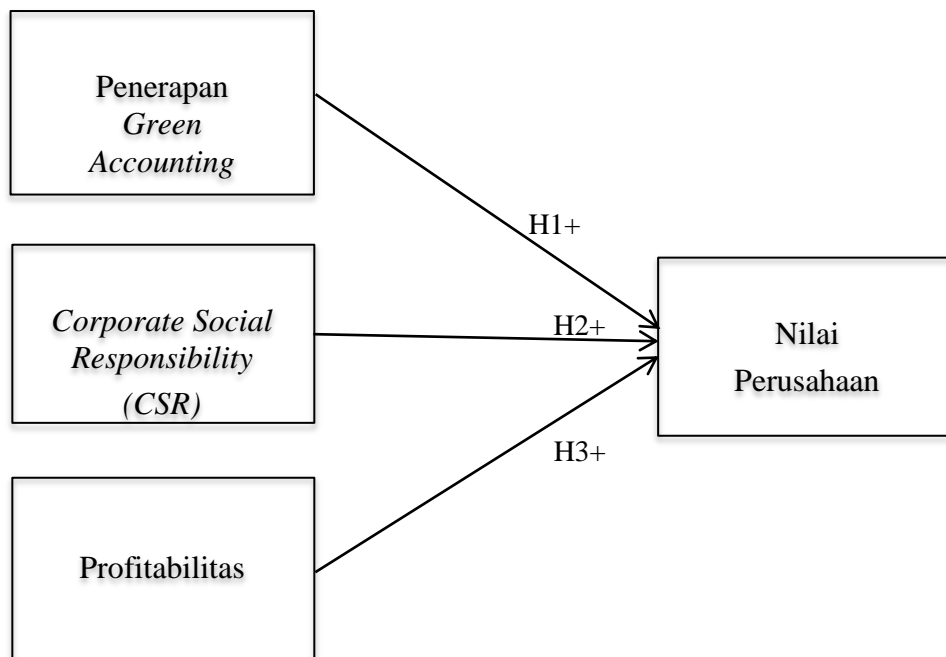 Penerapan
Green
Accounting
H1+
Corporate Social
Responsibility
(CSR)
H2+
Nilai
Perusahaan
H3+
Profitabilitas